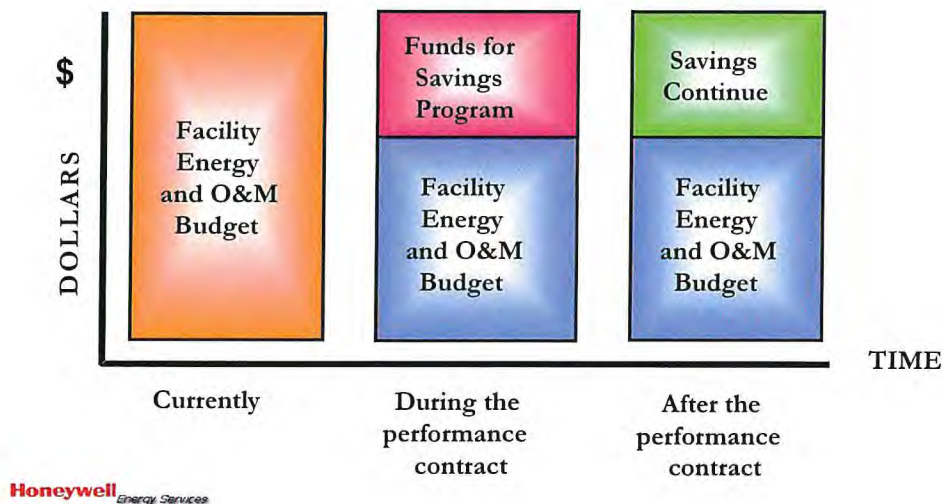 $
DOLLARS
Facility
Energy
and O&M
Budget
Funds for
Savings
Program
Facility
Energy
and O&M
Budget
Savings
Continue
Facility
Energy
and O&M
Budget
TIME
Currently
During the
performance
contract
After the
performance
contract
Honeywell Energy Services